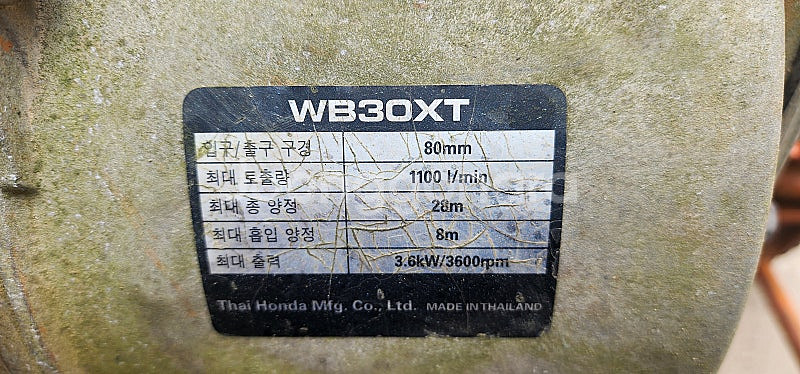 WB30XT
입구/출구 구경 80mm
최대 토출량 1100 l/min
최대 총 양정 28m
최대 흡입 양정 8m
최대 출력 3.6kW/3600rpm
Thai Honda Mfg. Co., Ltd. MADE IN THAILAND